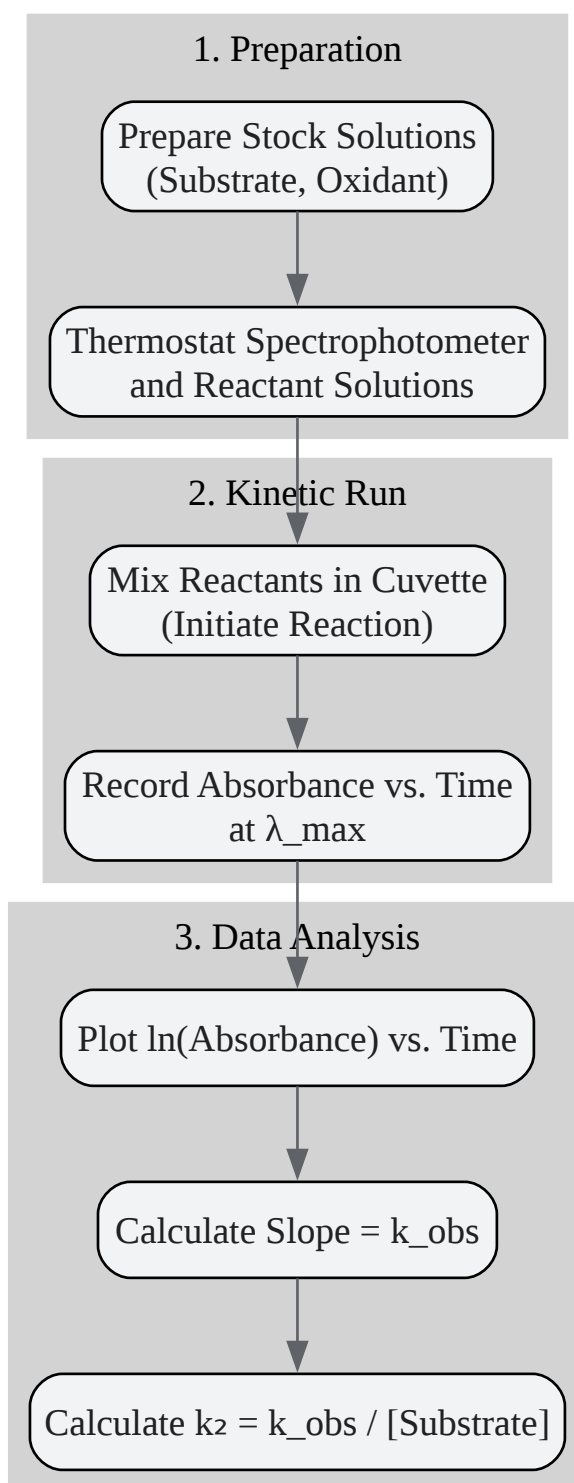 1. Preparation
Prepare Stock Solutions
(Substrate, Oxidant)
Thermostat Spectrophotometer
and Reactant Solutions
2. Kinetic Run
Mix Reactants in Cuvette
(Initiate Reaction)
Record Absorbance vs. Time
at λ_max
3. Data Analysis
Plot ln(Absorbance) vs. Time
Calculate Slope = k_obs
Calculate k₂ = k_obs / [Substrate]